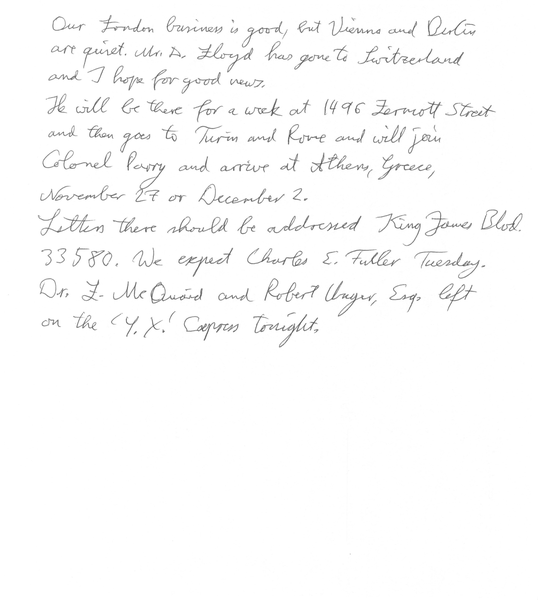 Our London business is good, but Vienna and Berlin
are quiet. Mr. D. Lloyd has gone to Switzerland
and I hope for good news.
He will be there for a week at 1496 Zermott Street
and then goes to Turin and Rome and will join
Colonel Parry and arrive at Athens, Greece,
November 27 or December 2.
Letters there should be addressed King James Blvd.
33580. We expect Charles E. Fuller Tuesday.
Dr. L. McQuaid and Robert Unger, Esq. left
on the 'Y.X.' Express tonight.